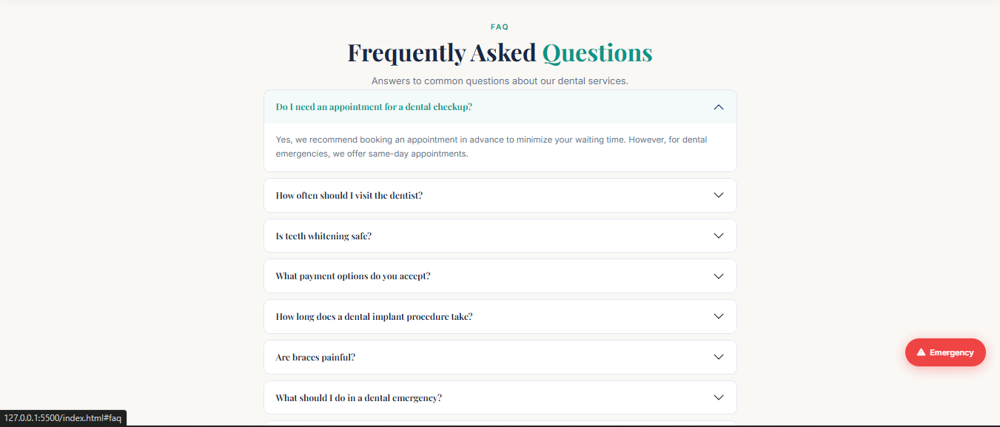 FAQ
Frequently Asked Questions
Answers to common questions about our dental services.
Do I need an appointment for a dental checkup?
Yes, we recommend booking an appointment in advance to minimize your waiting time. However, for dental
emergencies, we offer same-day appointments.
How often should I visit the dentist?
Is teeth whitening safe?
What payment options do you accept?
How long does a dental implant procedure take?
Are braces painful?
Emergency
What should I do in a dental emergency?
127.0.0.1:5500/index.html#faq